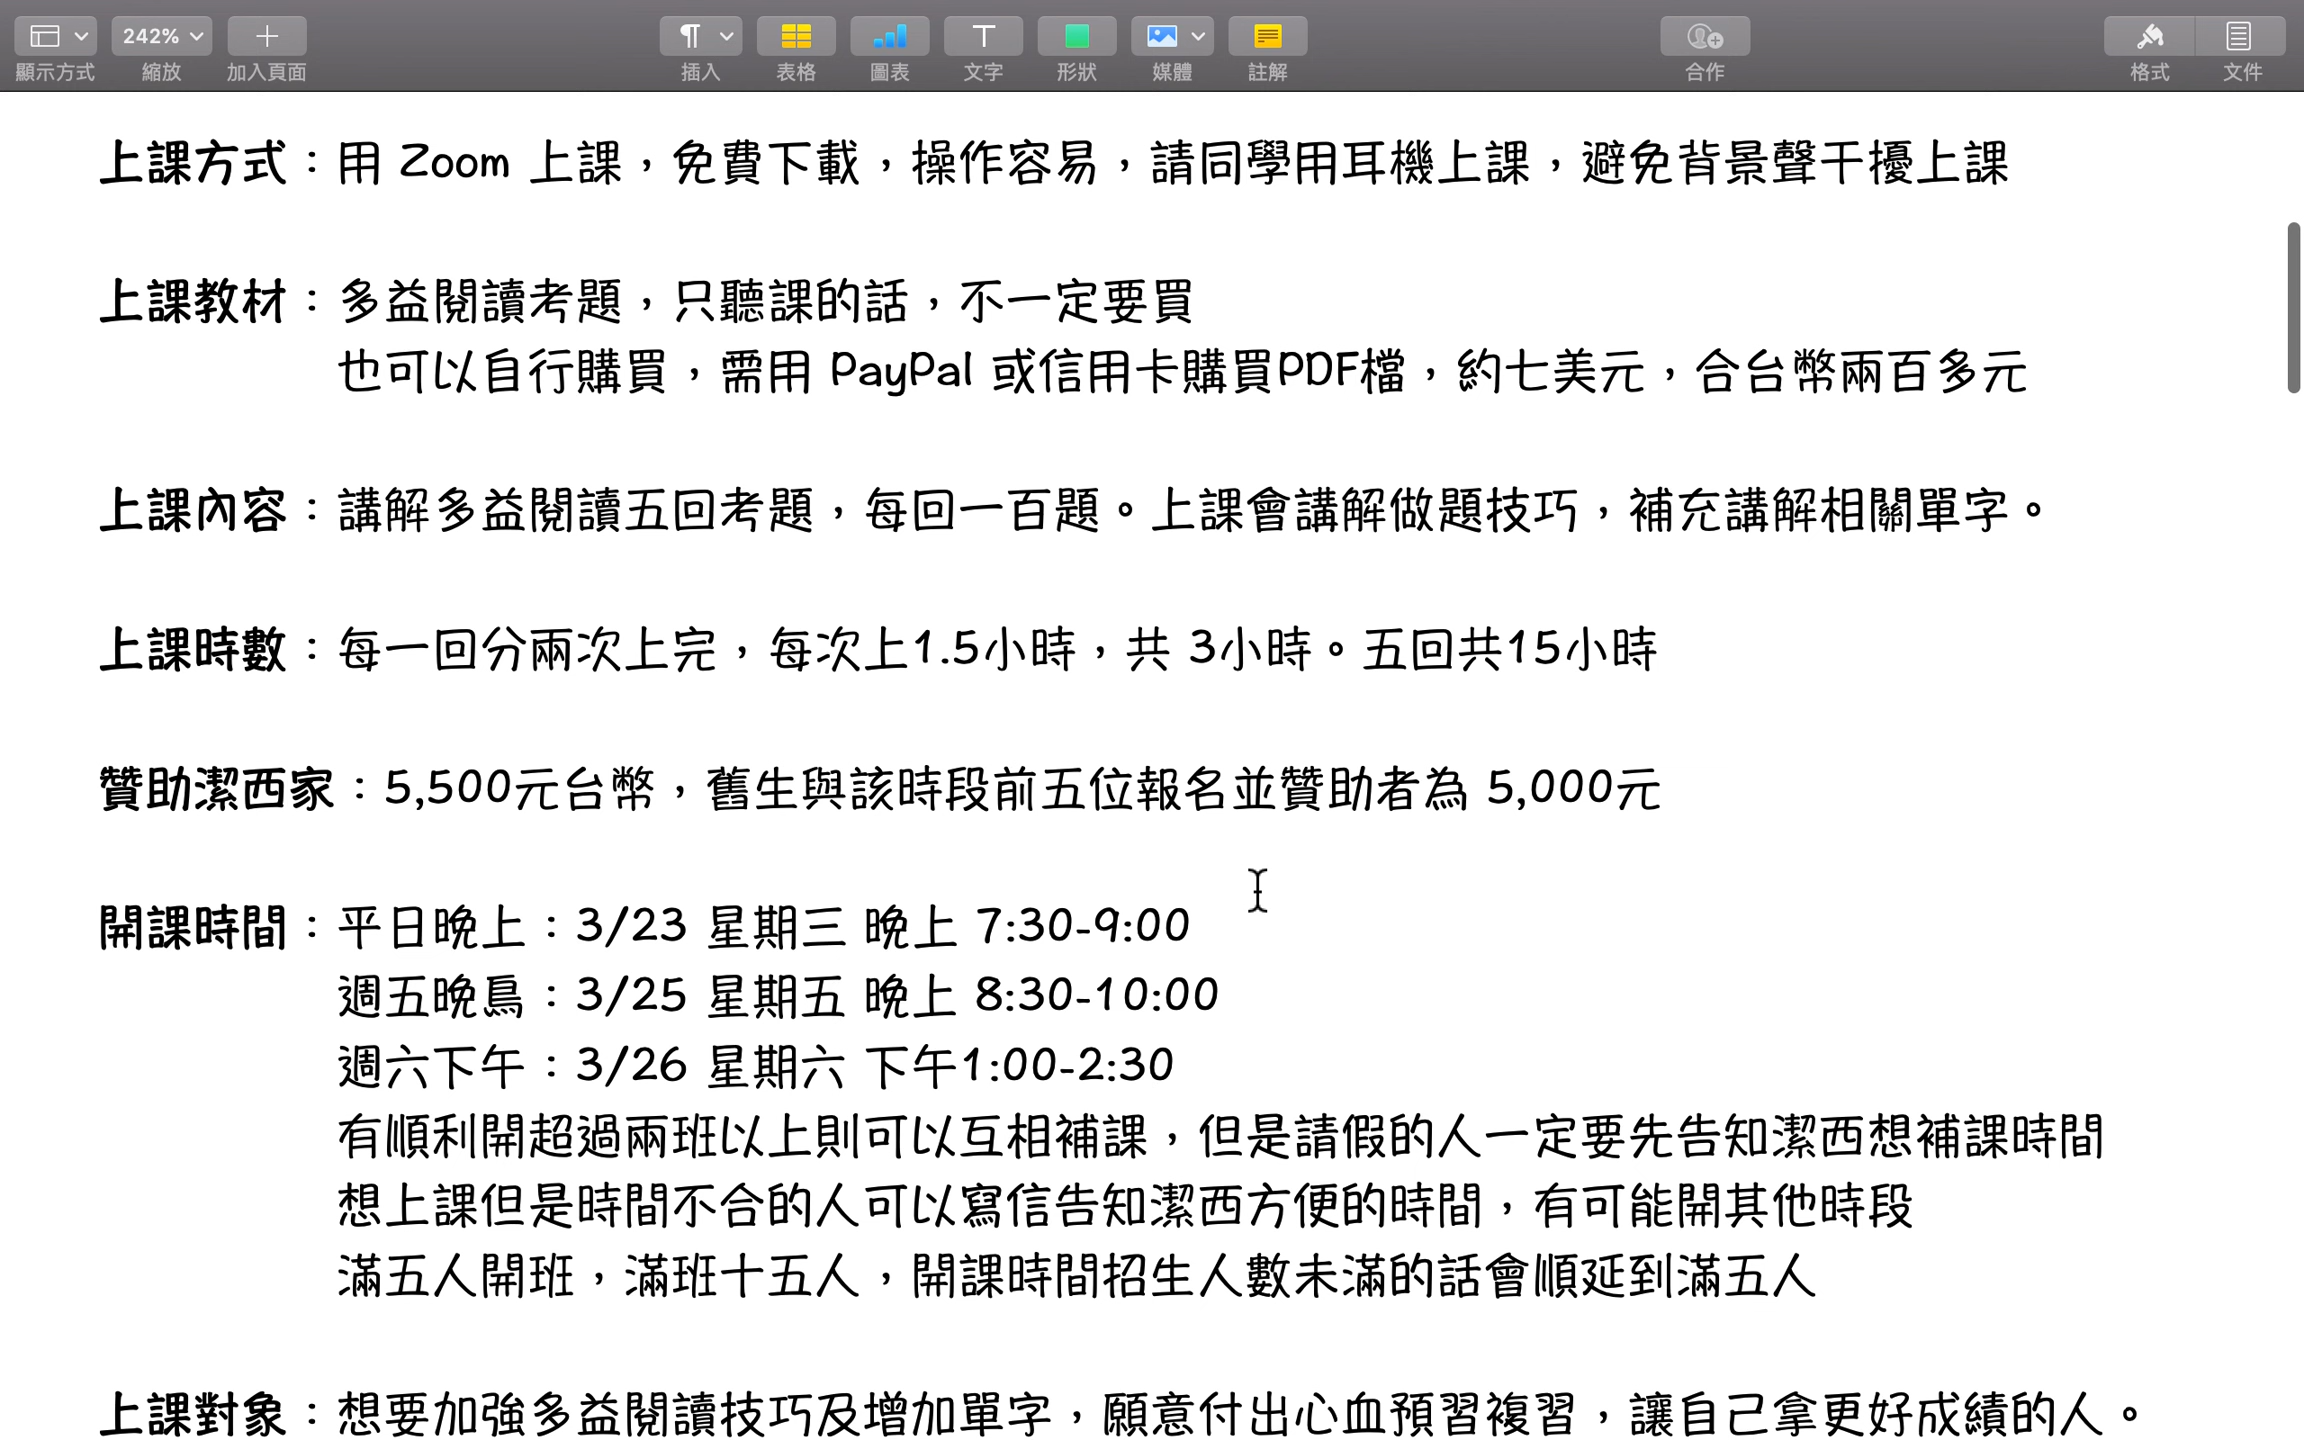 242%
顯示方式 縮放 加入頁面 插入 表格 圖表 文字 形狀 媒體 註解 合作 格式 文件
上課方式：用 Zoom 上課，免費下載，操作容易，請同學用耳機上課，避免背景聲干擾上課
上課教材：多益閱讀考題，只聽課的話，不一定要買
也可以自行購買，需用 PayPal 或信用卡購買PDF檔，約七美元，合台幣兩百多元
上課內容：講解多益閱讀五回考題，每回一百題。上課會講解做題技巧，補充講解相關單字。
上課時數：每一回分兩次上完，每次上1.5小時，共 3小時。五回共15小時
贊助潔西家：5,500元台幣，舊生與該時段前五位報名並贊助者為 5,000元
開課時間：平日晚上：3/23 星期三 晚上 7:30-9:00
週五晚鳥：3/25 星期五 晚上 8:30-10:00
週六下午：3/26 星期六 下午1:00-2:30
有順利開超過兩班以上則可以互相補課，但是請假的人一定要先告知潔西想補課時間
想上課但是時間不合的人可以寫信告知潔西方便的時間，有可能開其他時段
滿五人開班，滿班十五人，開課時間招生人數未滿的話會順延到滿五人
上課對象：想要加強多益閱讀技巧及增加單字，願意付出心血預習複習，讓自己拿更好成績的人。